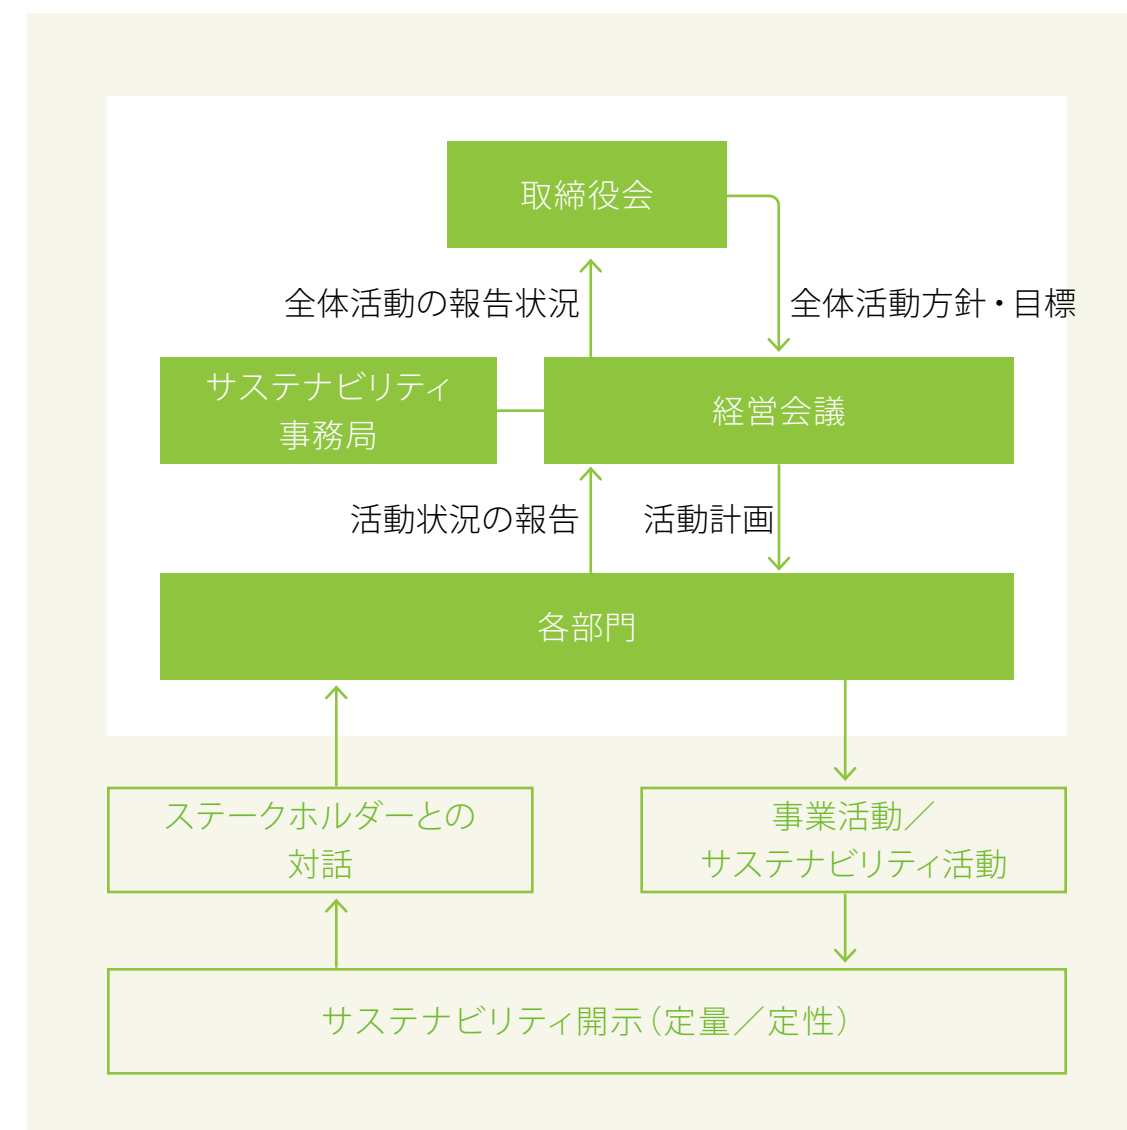 取締役会
全体活動の報告状況
全体活動方針・目標
サステナビリティ
事務局
経営会議
活動状況の報告
活動計画
各部門
ステークホルダーとの
対話
事業活動／
サステナビリティ活動
サステナビリティ開示（定量／定性）